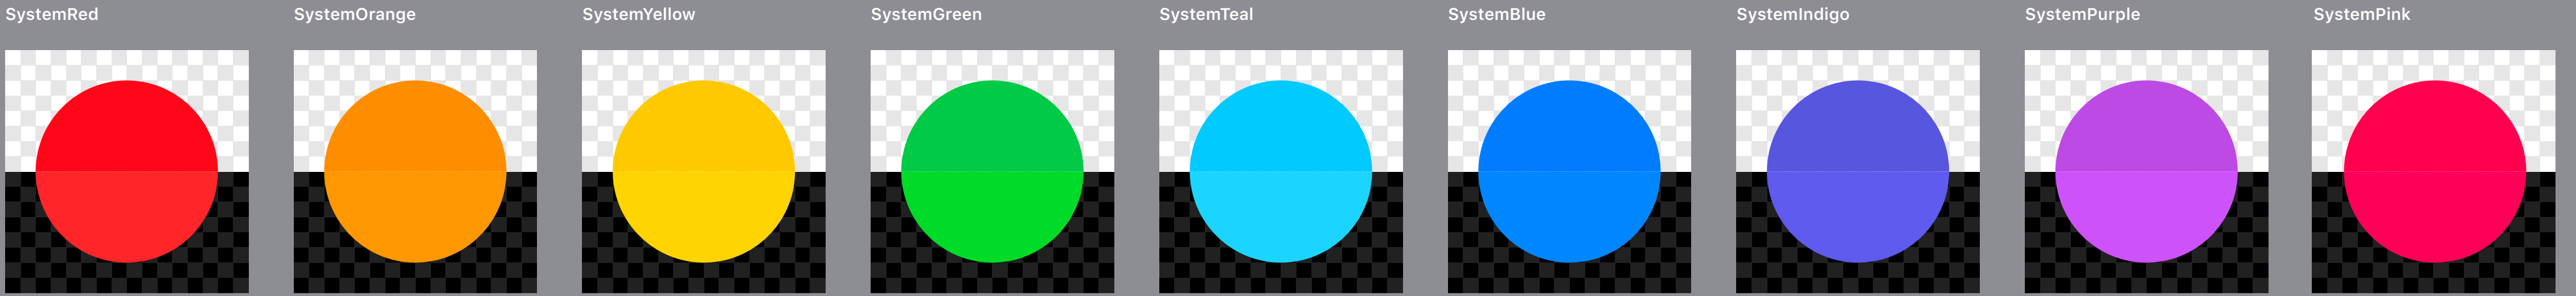 SystemRed
SystemOrange
SystemYellow
SystemGreen
SystemTeal
SystemBlue
SystemIndigo
SystemPurple
SystemPink